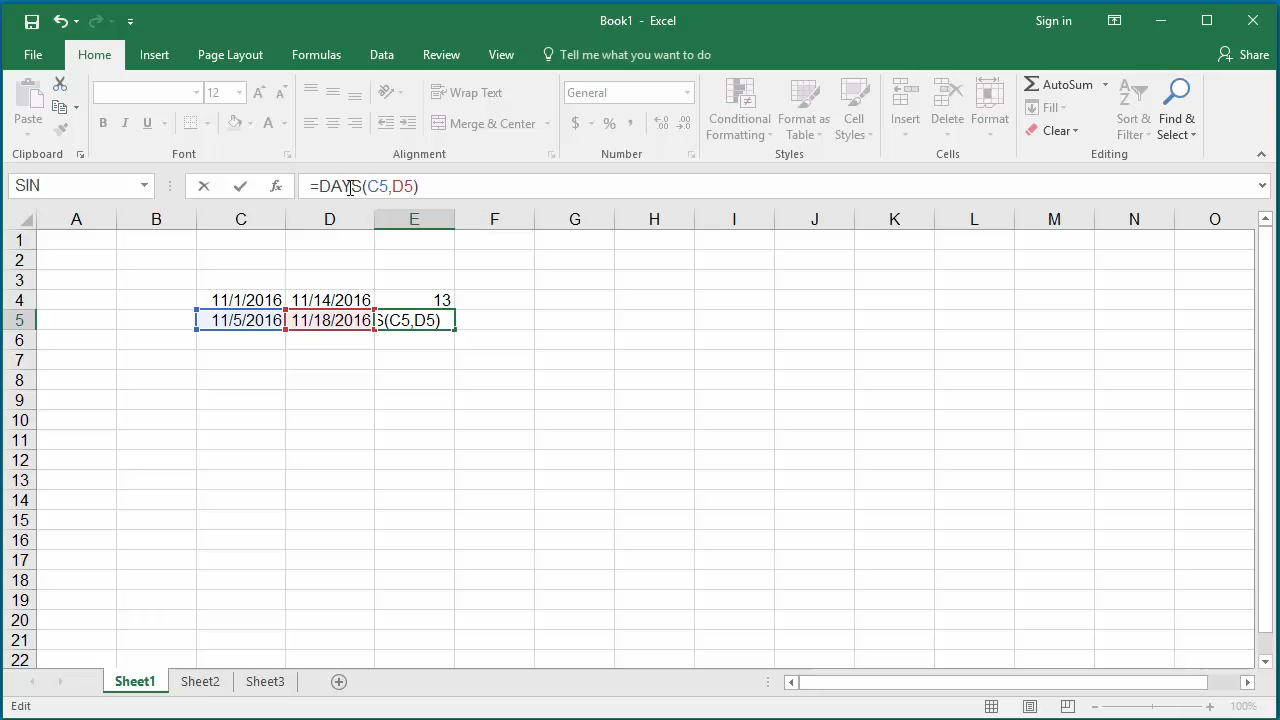 Book1 - Excel
Sign in
File Home Insert Page Layout Formulas Data Review View Tell me what you want to do Share
Paste
12
A A
Wrap Text
General
Conditional Formatting
Format as Table
Cell Styles
Insert
Delete
Format
AutoSum
Fill
Clear
Sort & Filter
Find & Select
B I U
A
Merge & Center
$ % ,
Clipboard Font Alignment Number Styles Cells Editing
SIN fx =DAYS(C5,D5)
A B C D E F G H I J K L M N O
1
2
3
4 11/1/2016 11/14/2016 13
5 11/5/2016 11/18/2016 S(C5,D5)
6
7
8
9
10
11
12
13
14
15
16
17
18
19
20
21
22
Sheet1 Sheet2 Sheet3
Edit 100%